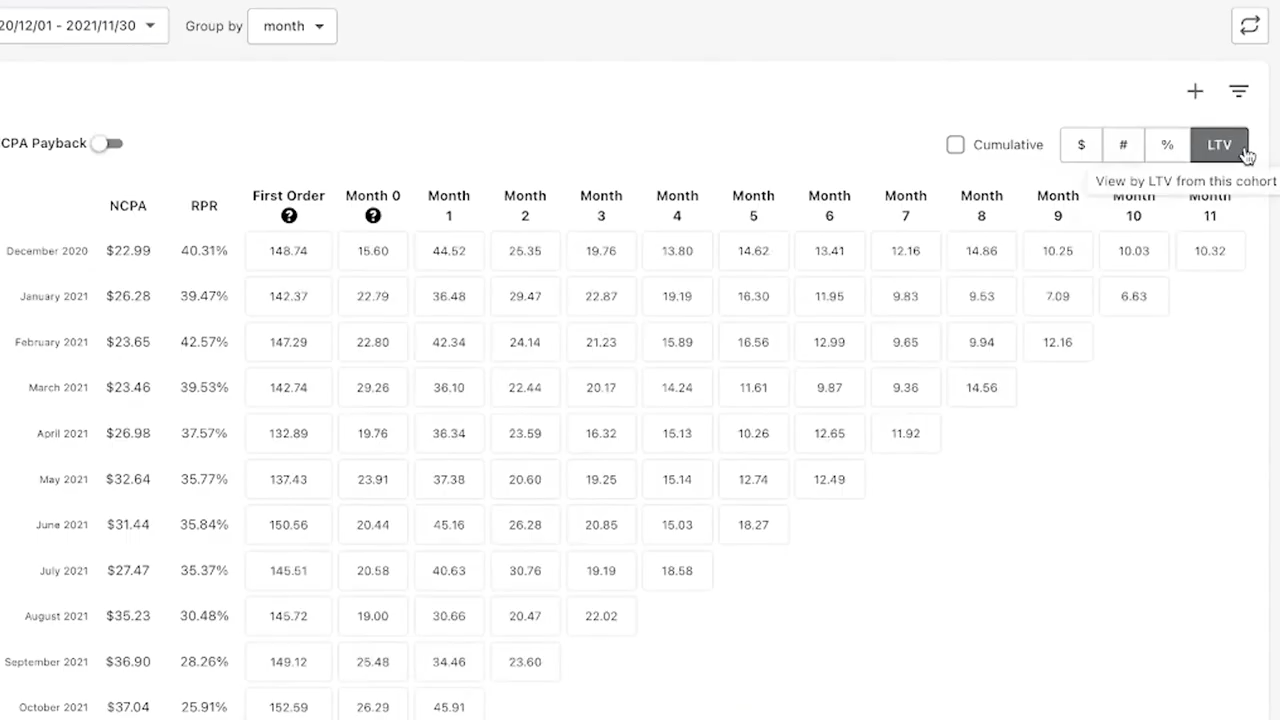 20/12/01 - 2021/11/30 Group by month
CPA Payback Cumulative $ # % LTV
View by LTV from this cohort
NCPA RPR First Order Month 0 Month 1 Month 2 Month 3 Month 4 Month 5 Month 6 Month 7 Month 8 Month 9 Month 10 Month 11
December 2020 $22.99 40.31% 148.74 15.60 44.52 25.35 19.76 13.80 14.62 13.41 12.16 14.86 10.25 10.03 10.32
January 2021 $26.28 39.47% 142.37 22.79 36.48 29.47 22.87 19.19 16.30 11.95 9.83 9.53 7.09 6.63
February 2021 $23.65 42.57% 147.29 22.80 42.34 24.14 21.23 15.89 16.56 12.99 9.65 9.94 12.16
March 2021 $23.46 39.53% 142.74 29.26 36.10 22.44 20.17 14.24 11.61 9.87 9.36 14.56
April 2021 $26.98 37.57% 132.89 19.76 36.34 23.59 16.32 15.13 10.26 12.65 11.92
May 2021 $32.64 35.77% 137.43 23.91 37.38 20.60 19.25 15.14 12.74 12.49
June 2021 $31.44 35.84% 150.56 20.44 45.16 26.28 20.85 15.03 18.27
July 2021 $27.47 35.37% 145.51 20.58 40.63 30.76 19.19 18.58
August 2021 $35.23 30.48% 145.72 19.00 30.66 20.47 22.02
September 2021 $36.90 28.26% 149.12 25.48 34.46 23.60
October 2021 $37.04 25.91% 152.59 26.29 45.91